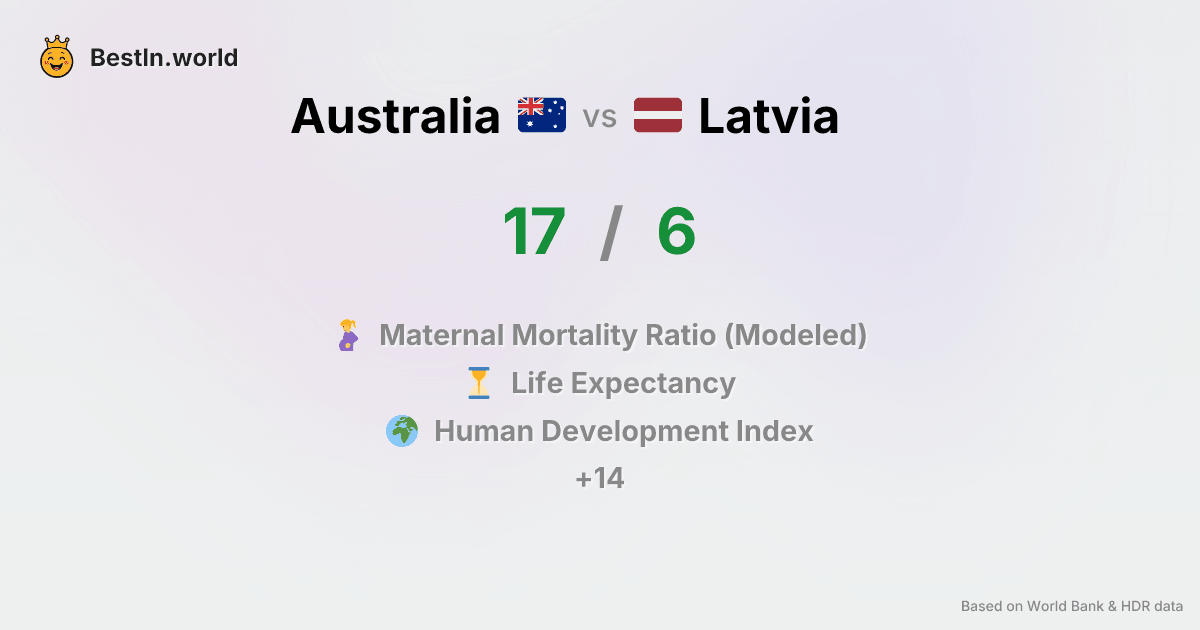 BestIn.world
Australia vs Latvia
17 / 6
Maternal Mortality Ratio (Modeled)
Life Expectancy
Human Development Index
+14
Based on World Bank & HDR data